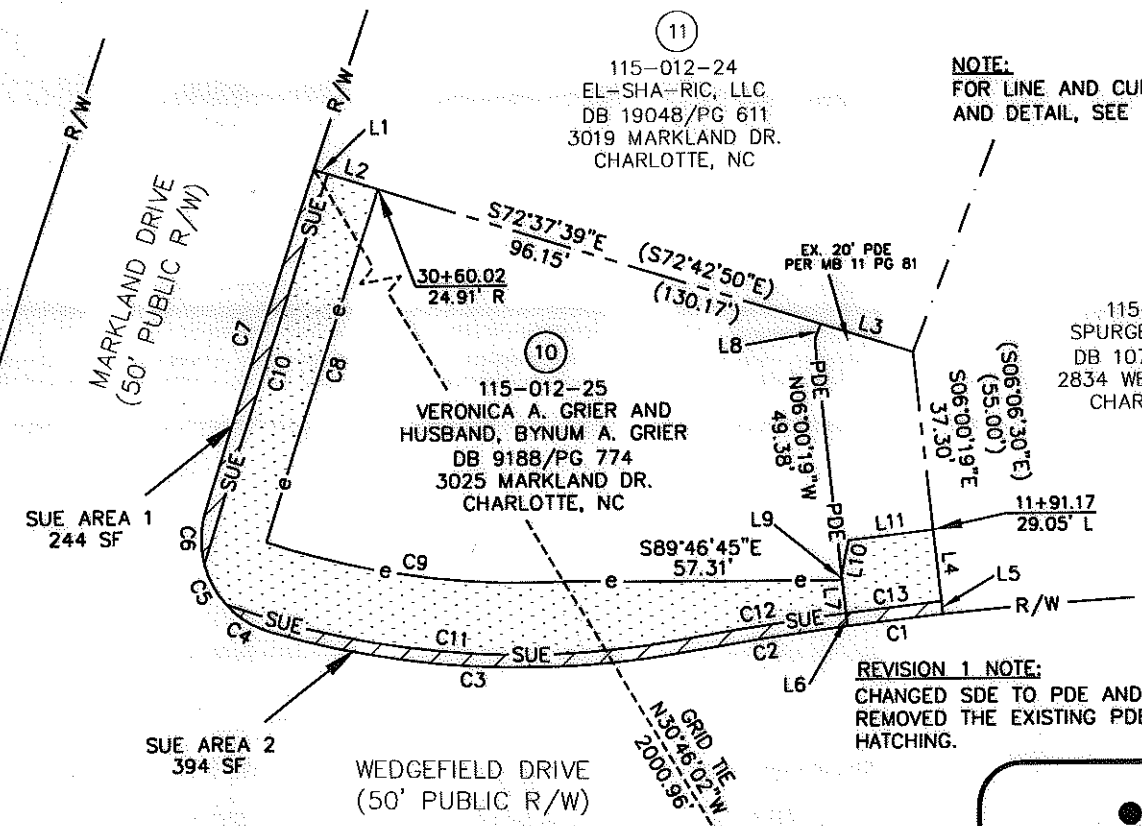 11
115-012-24
EL-SHA-RIC, LLC
DB 19048/PG 611
3019 MARKLAND DR.
CHARLOTTE, NC
NOTE:
FOR LINE AND
AND DETAIL, SEE
R/W
R/W
L1
L2
MARKLAND DRIVE
(50' PUBLIC R/W)
S72°37'39"E
96.15'
(S72°42'50"E)
(130.17')
EX. 20' PDE
PER MB 11 PG 81
L3
L8
30+60.02
24.91' R
SUE
e
C7
C10
C8
SUE
e
10
115-012-25
VERONICA A. GRIER AND
HUSBAND, BYNUM A. GRIER
DB 9188/PG 774
3025 MARKLAND DR.
CHARLOTTE, NC
PDE
N06°00'19"W
49.38'
PDE
(S06°06'30"E)
(55.00')
S06°00'19"E
37.30'
115-
DB
2834
SUE AREA 1
244 SF
C6
C5
C4
C9
e
S89°46'45"E
57.31'
e
e
L9
L11
L10
L7
L4
11+91.17
29.05' L
L5
R/W
SUE
C11
SUE
C12
SUE
C13
C3
C2
C1
L6
SUE AREA 2
394 SF
WEDGEFIELD DRIVE
(50' PUBLIC R/W)
GRID TIE
N30°46'02"W
2000.96'
REVISION 1 NOTE:
CHANGED SDE TO PDE AND
REMOVED THE EXISTING PDE
HATCHING.